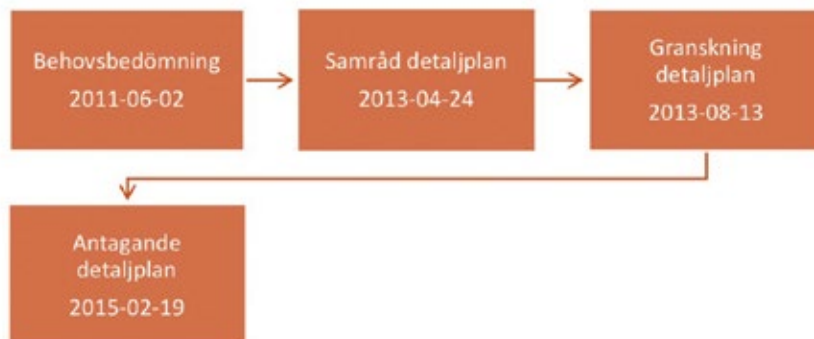 Behovsbedömning
2011-06-02
Samråd detaljplan
2013-04-24
Granskning
detaljplan
2013-08-13
Antagande
detaljplan
2015-02-19